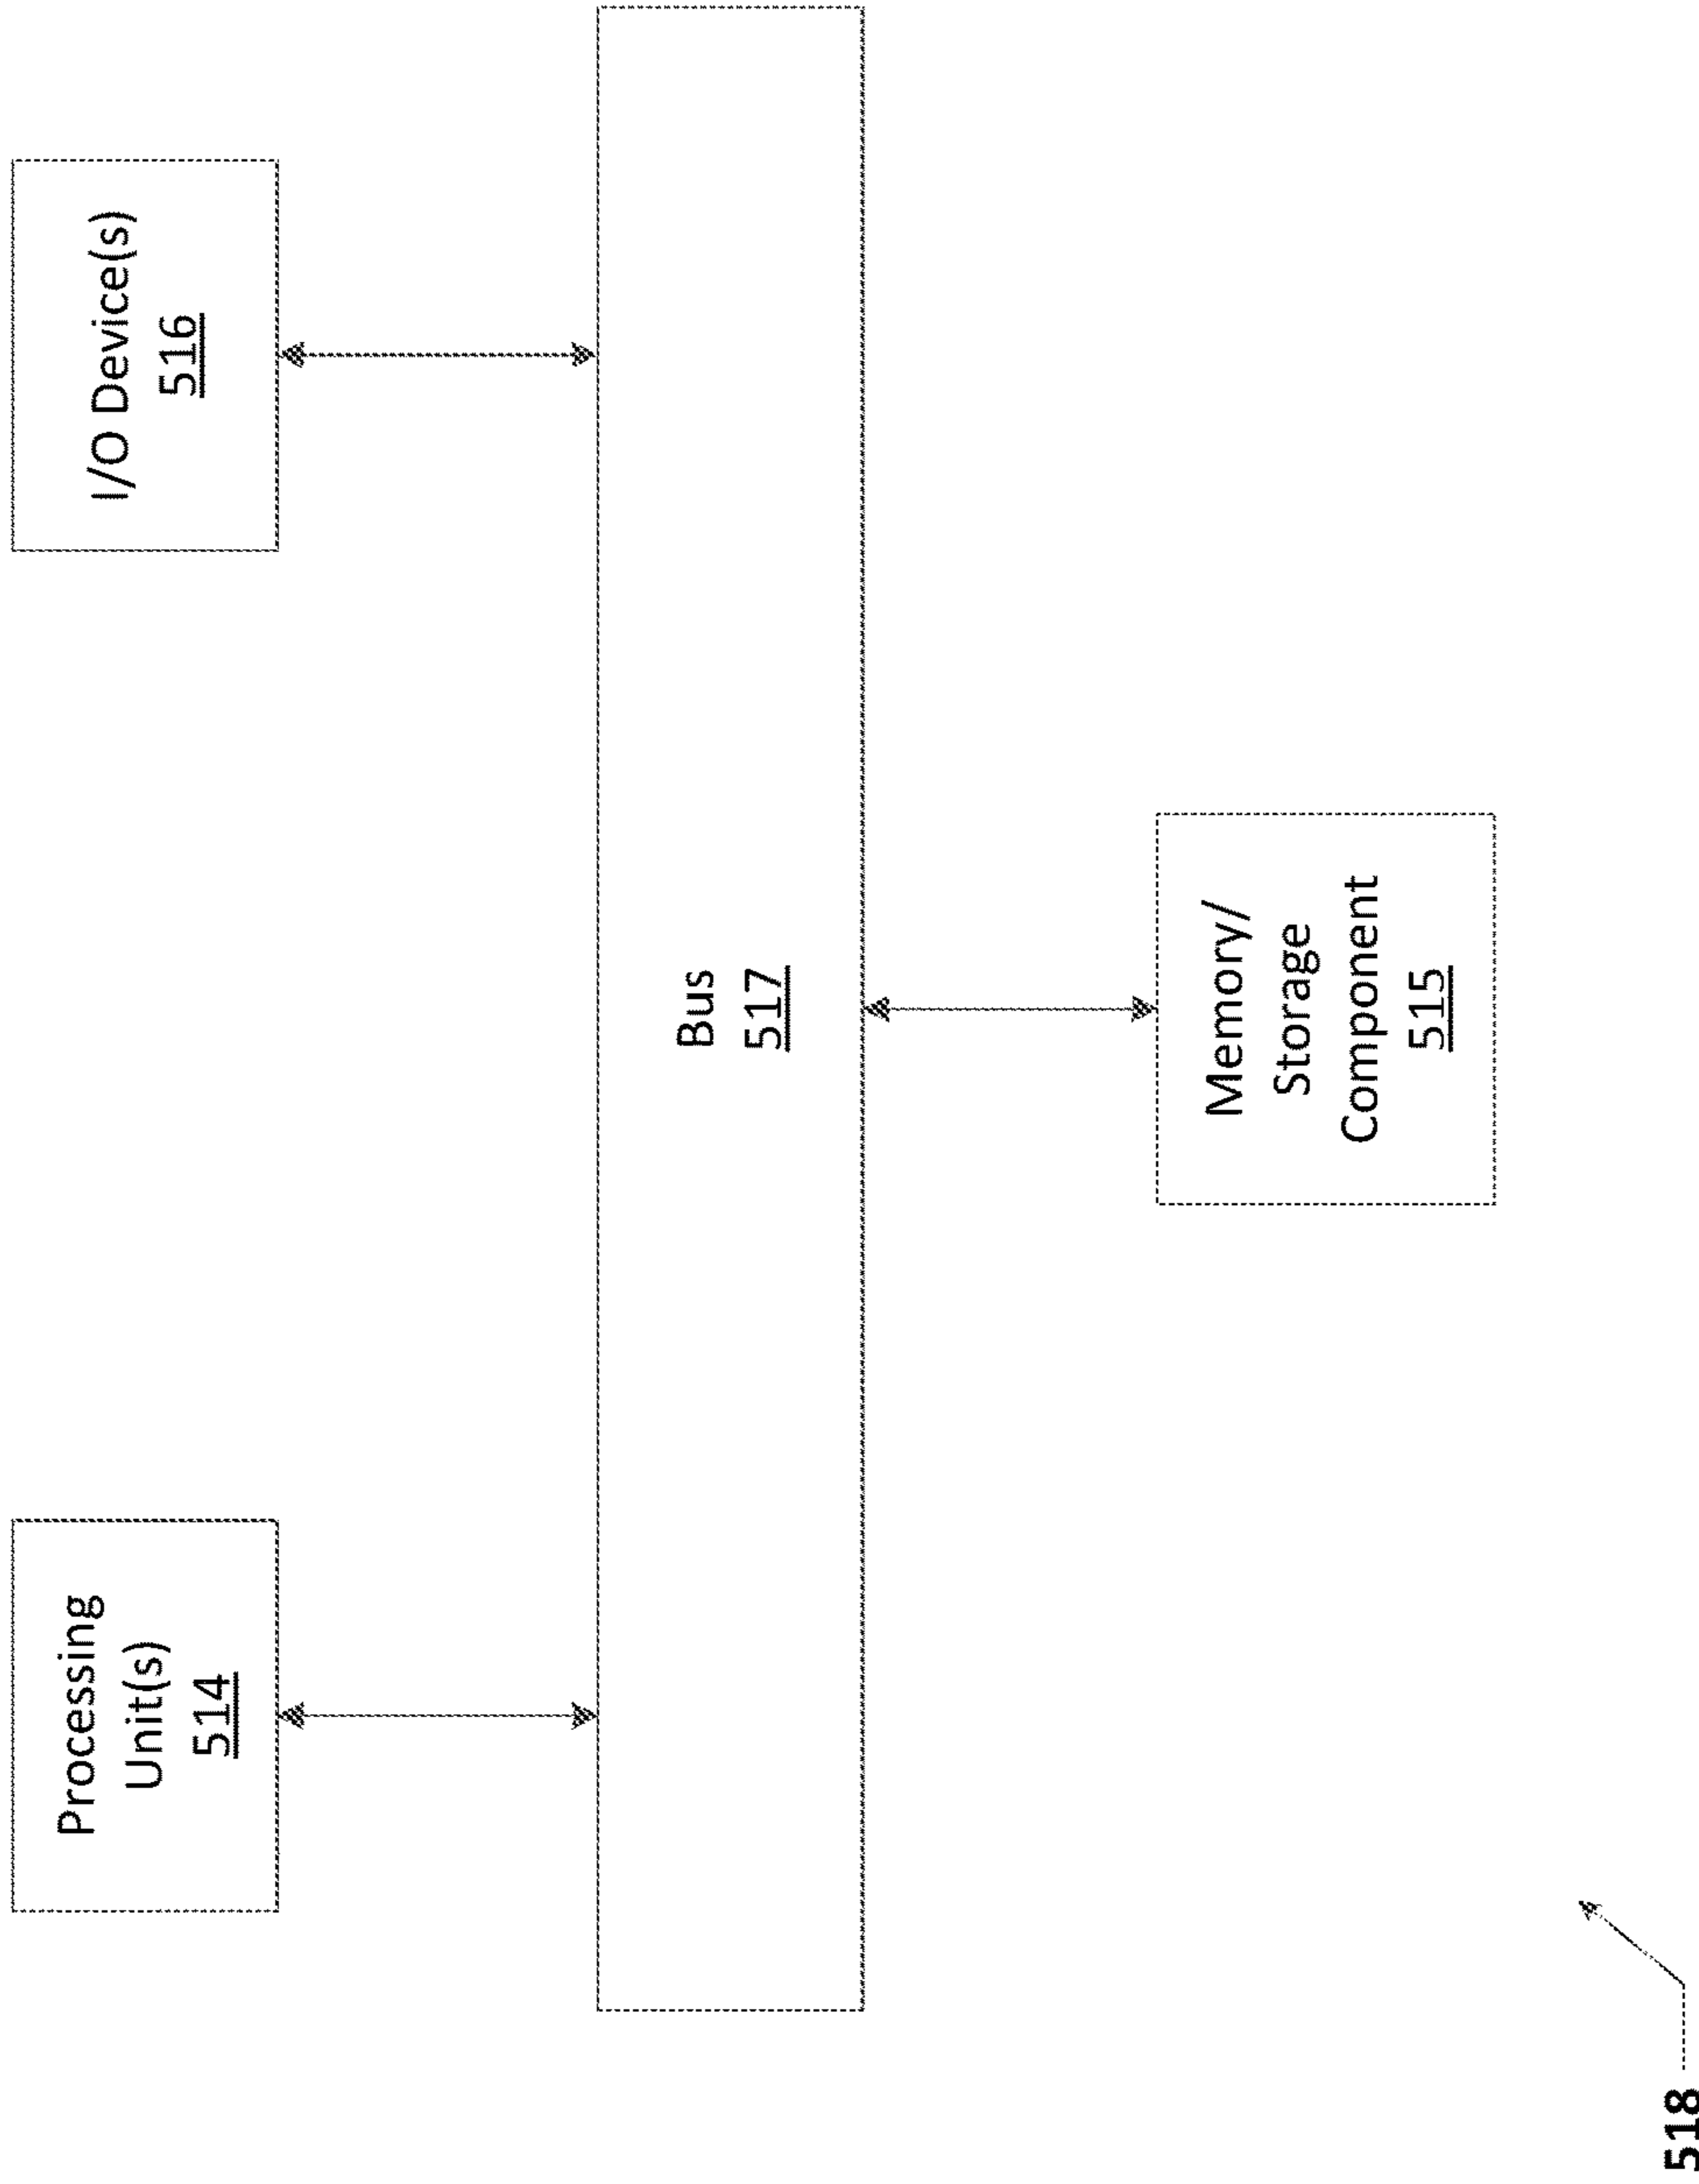 Processing
Unit(s)
514
I/O Device(s)
516
Bus
517
Memory/
Storage
Component
515
518